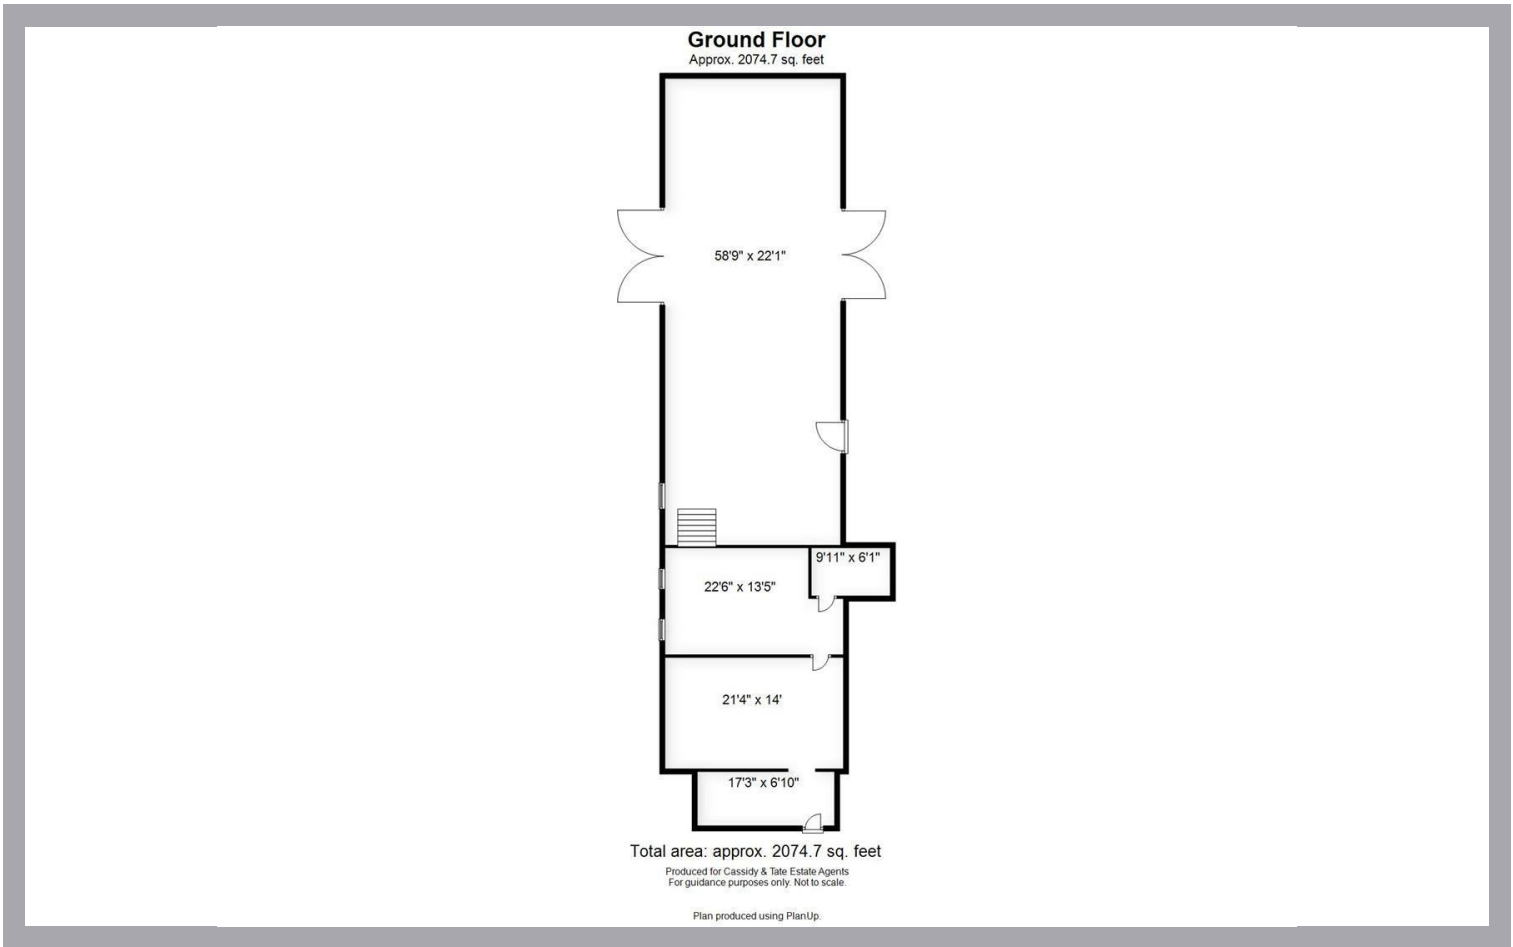 Ground Floor
Approx. 2074.7 sq. feet
58'9" x 22'1"
9'11" x 6'1"
22'6" x 13'5"
21'4" x 14'
17'3" x 6'10"
Total area: approx. 2074.7 sq. feet
Produced for Cassidy & Tate Estate Agents
For guidance purposes only. Not to scale.
Plan produced using PlanUp.